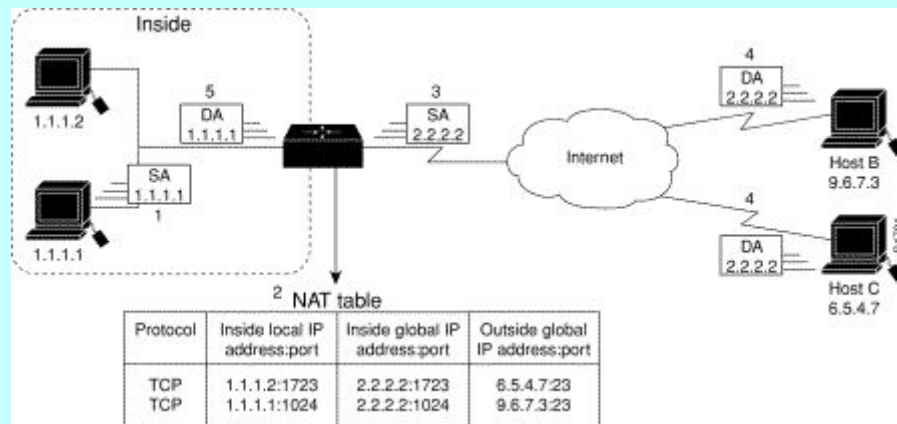 Inside
1.1.1.2
5
DA
1.1.1.1
3
SA
2.2.2.2
SA
1.1.1.1
1
1.1.1.1
Internet
4
DA
2.2.2.2
Host B
9.6.7.3
4
DA
2.2.2.2
Host C
6.5.4.7
2 NAT table
Protocol Inside local IP address:port Inside global IP address:port Outside global IP address:port
TCP 1.1.1.2:1723 2.2.2.2:1723 6.5.4.7:23
TCP 1.1.1.1:1024 2.2.2.2:1024 9.6.7.3:23